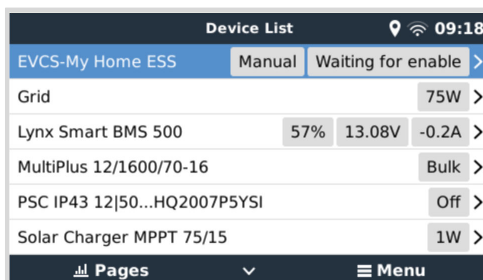 Device List 09:18
EVCS-My Home ESS Manual Waiting for enable
Grid 75W
Lynx Smart BMS 500 57% 13.08V -0.2A
MultiPlus 12/1600/70-16 Bulk
PSC IP43 12|50...HQ2007P5YSI Off
Solar Charger MPPT 75/15 1W
Pages Menu